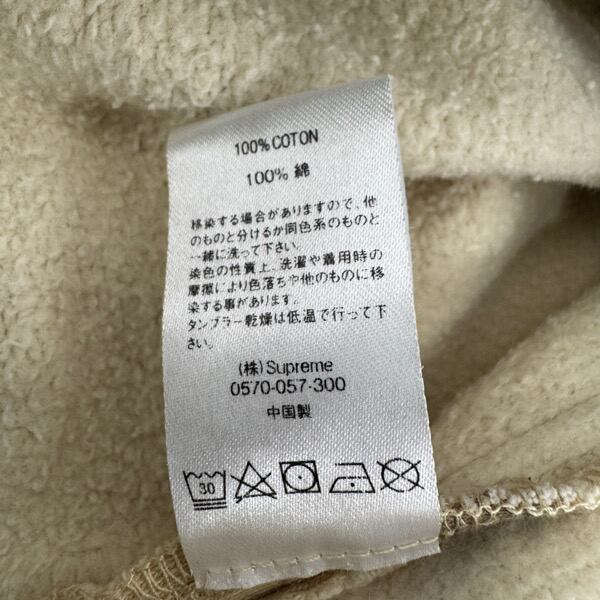 100% COTON
100% 綿
移染する場合がありますので、他
のものと分けるか同色系のものと
一緒に洗って下さい。
染色の性質上、洗濯や着用時の
摩擦により色落ちや他のものに移
染する事があります。
タンブラー乾燥は低温で行って下
さい。
(株)Supreme
0570-057-300
中国製
30